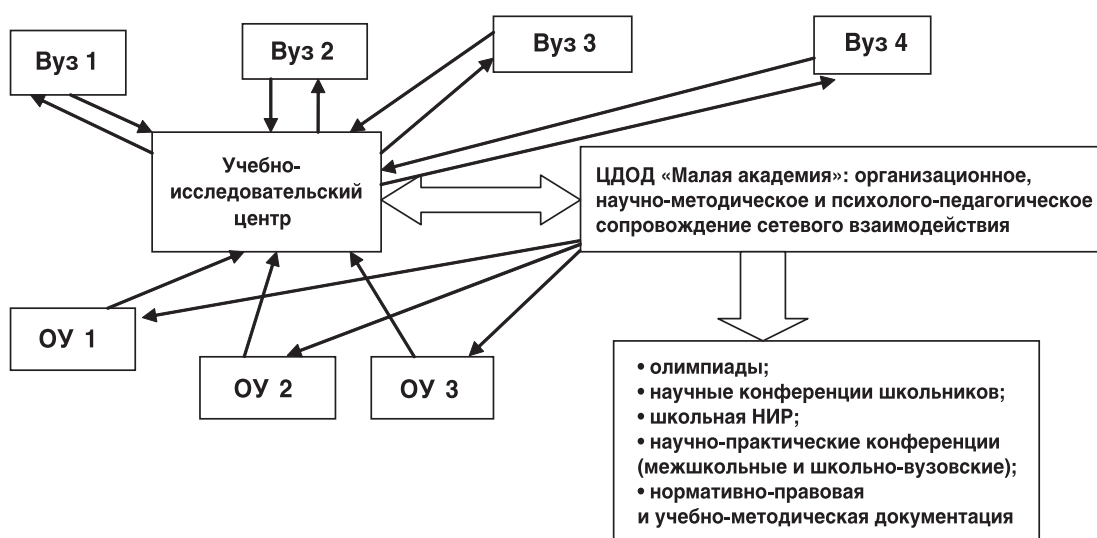 Вуз 1
Вуз 2
Вуз 3
Вуз 4
Учебно-
исследовательский
центр
ЦДОД «Малая академия»: организационное,
научно-методическое и психолого-педагогическое
сопровождение сетевого взаимодействия
ОУ 1
ОУ 2
ОУ 3
• олимпиады;
• научные конференции школьников;
• школьная НИР;
• научно-практические конференции
(межшкольные и школьно-вузовские);
• нормативно-правовая
и учебно-методическая документация